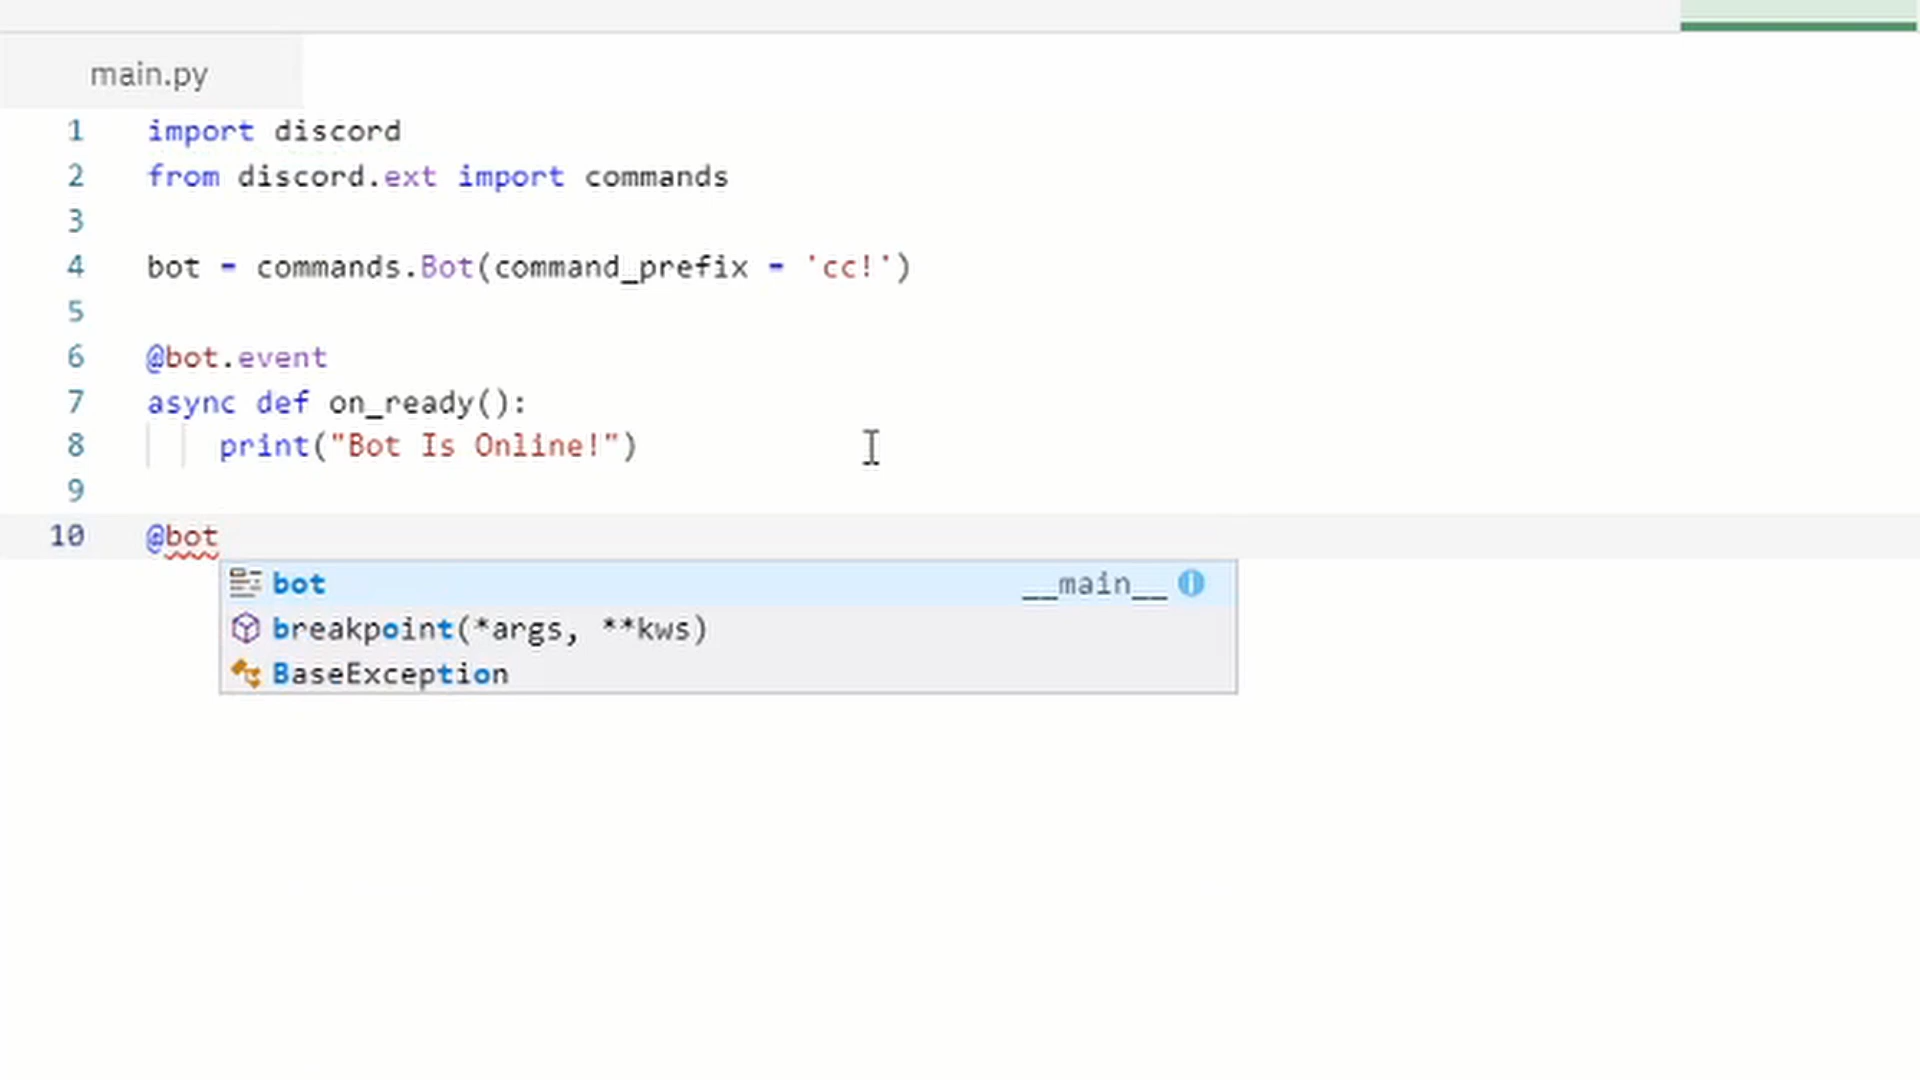 main.py
1 import discord
2 from discord.ext import commands
3
4 bot = commands.Bot(command_prefix = 'cc!')
5
6 @bot.event
7 async def on_ready():
8 print("Bot Is Online!")
9
10 @bot
bot __main__
breakpoint(*args, **kws)
BaseException